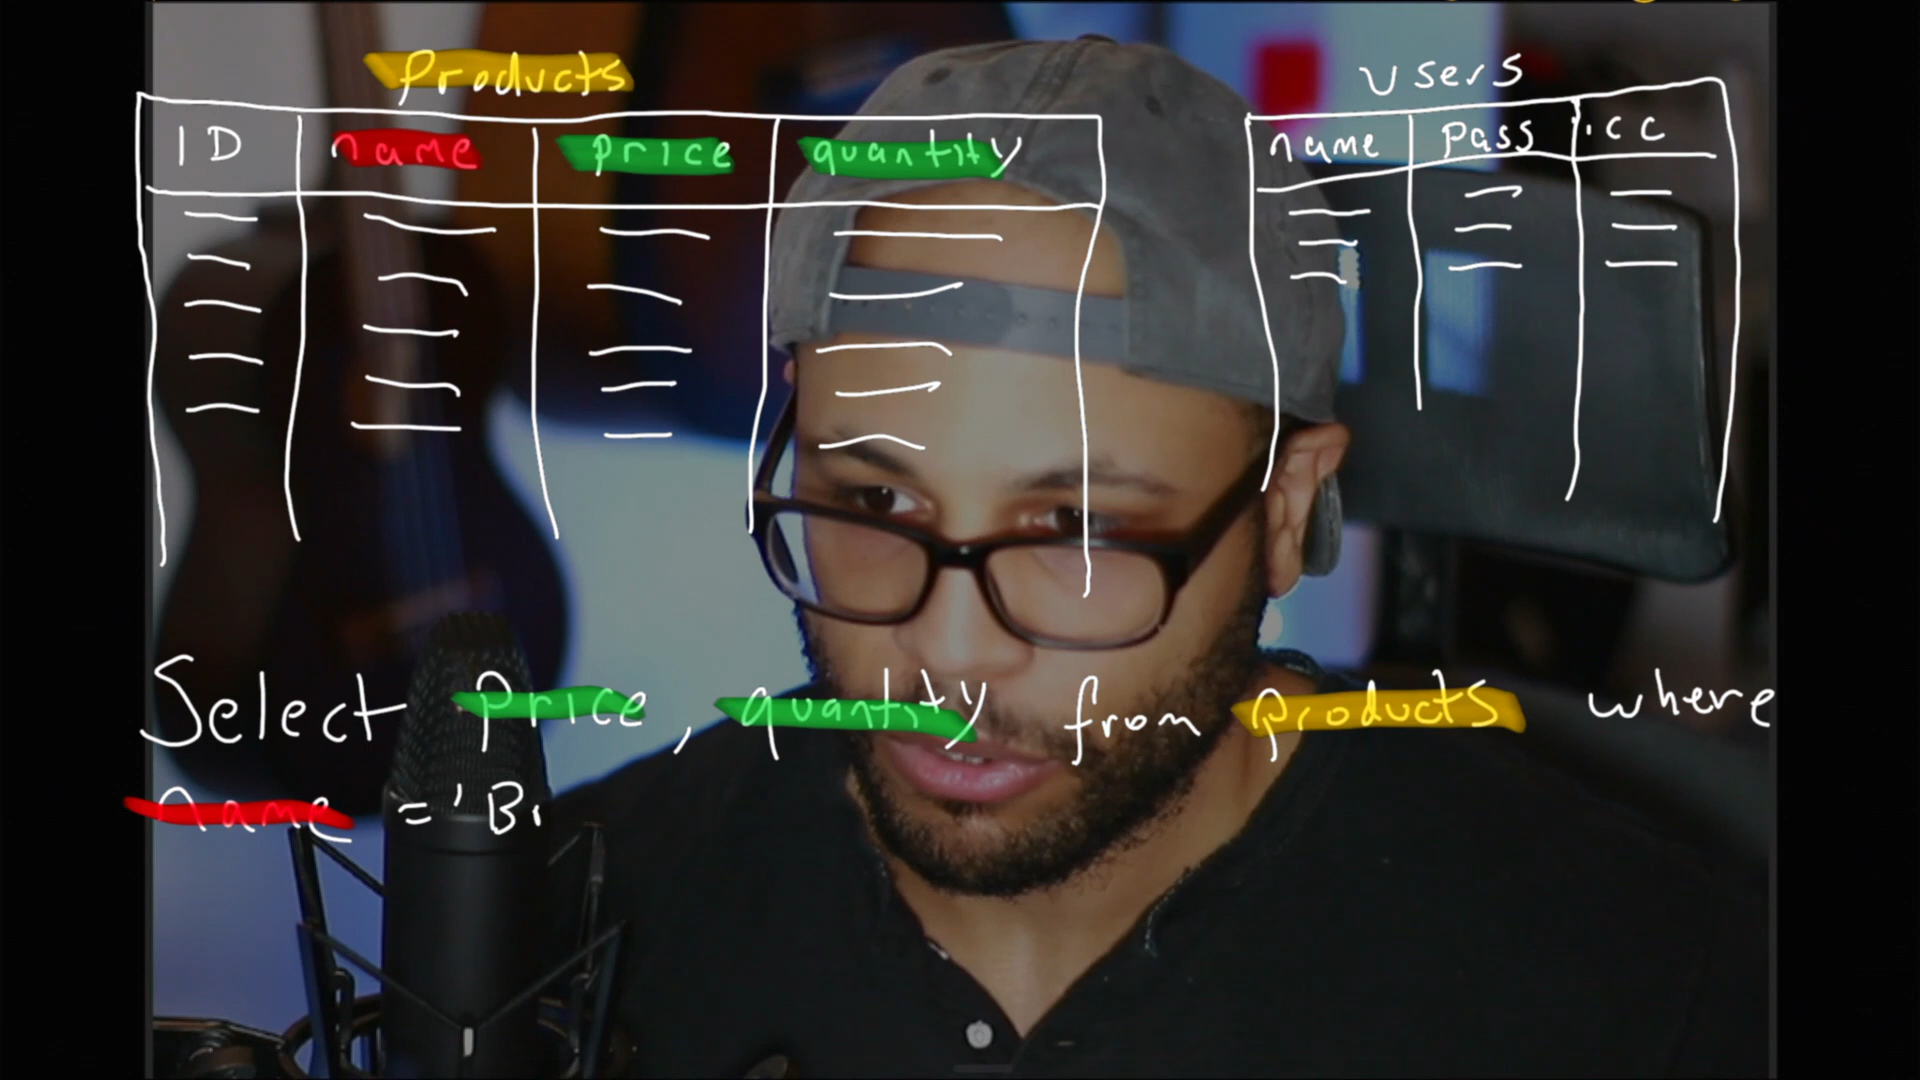 Products
ID name price quantity
Users
name pass cc
Select price, quantity from products where
name = 'B